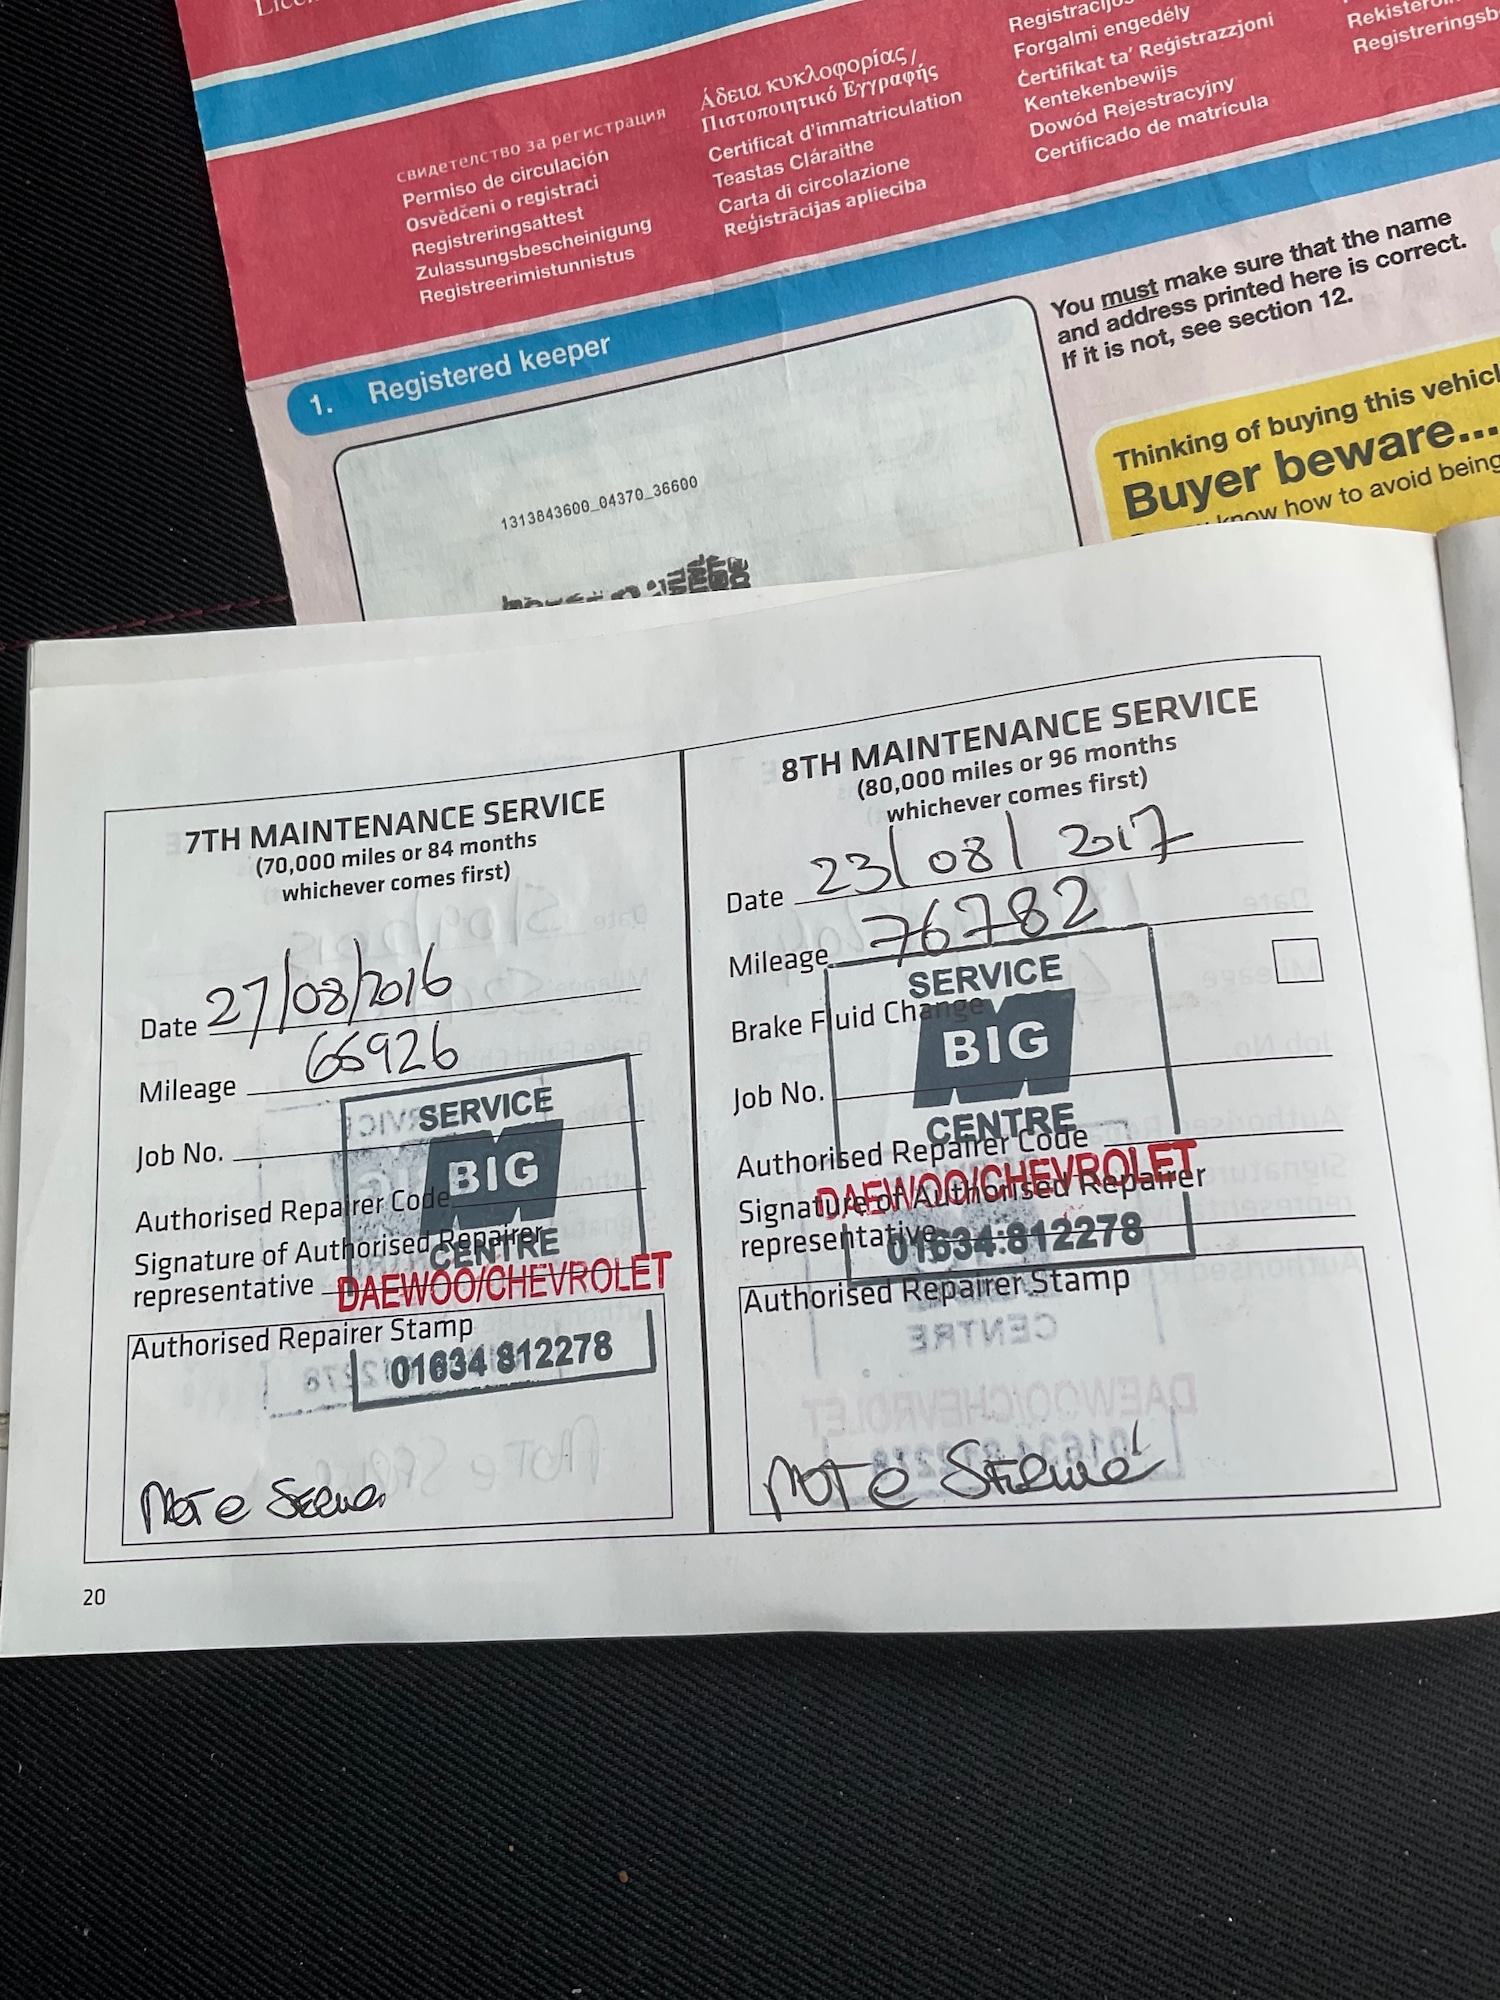 свидетелство за регистрация
Permiso de circulación
Osvědčení o registraci
Registreringsattest
Zulassungsbescheinigung
Registreerimistunnistus
Άδεια κυκλοφορίας /
Πιστοποιητικό Εγγραφής
Certificat d'immatriculation
Teastas Cláraithe
Carta di circolazione
Reģistrācijas apliecība
Forgalmi engedély
Ċertifikat ta' Reġistrazzjoni
Kentekenbewijs
Dowód Rejestracyjny
Certificado de matrícula
1. Registered keeper
You must make sure that the name
and address printed here is correct.
If it is not, see section 12.
Thinking of buying this vehicl
Buyer beware...
know how to avoid being
1313843600_04370_36600
7TH MAINTENANCE SERVICE
(70,000 miles or 84 months
whichever comes first)
Date 27/08/2016
Mileage 66926
Job No.
Authorised Repairer Code
Signature of Authorised Repairer
representative
Authorised Repairer Stamp
SERVICE
BIG
CENTRE
DAEWOO/CHEVROLET
01634 812278
8TH MAINTENANCE SERVICE
(80,000 miles or 96 months
whichever comes first)
Date 23/08/2017
Mileage 76782
Brake Fluid Change
Job No.
Authorised Repairer Code
Signature of Authorised Repairer
representative
Authorised Repairer Stamp
SERVICE
BIG
CENTRE
DAEWOO/CHEVROLET
01634 812278
20